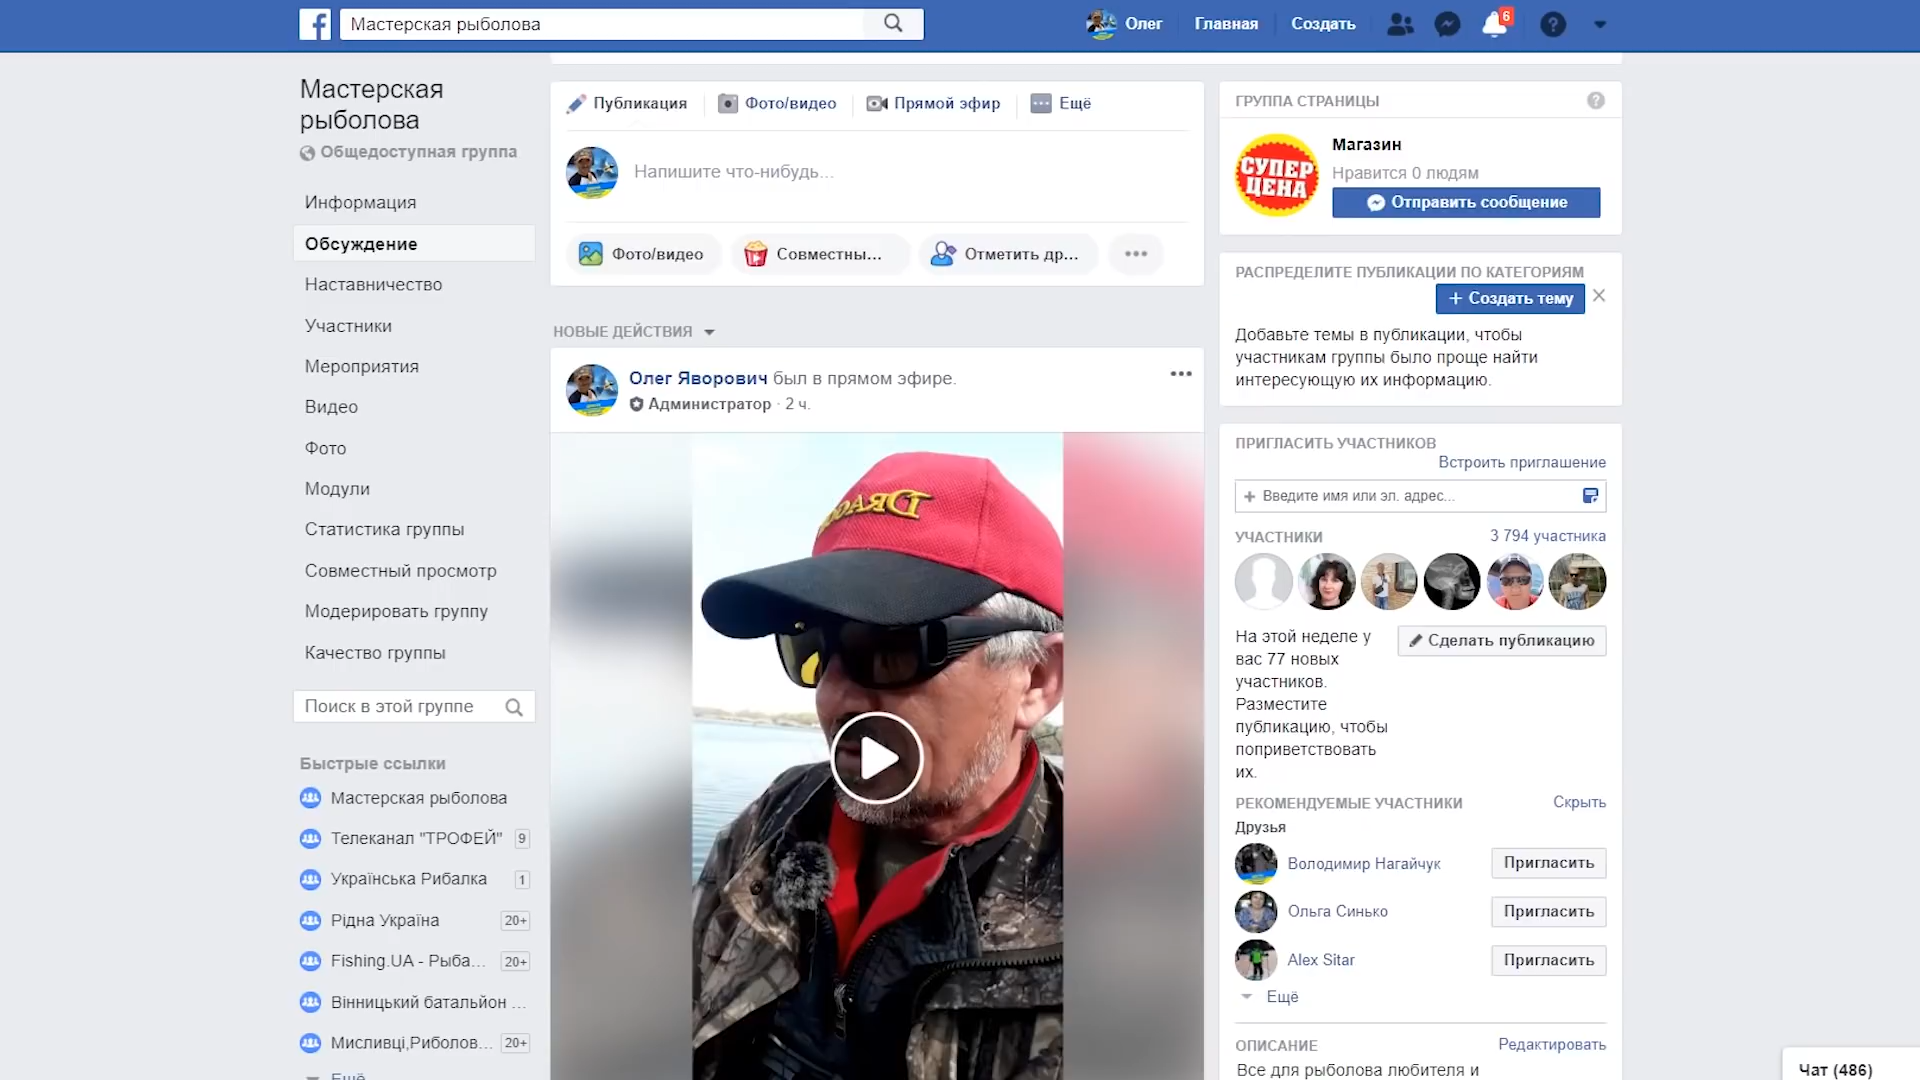 Мастерская рыболова
Олег
Главная
Создать
6
Мастерская
рыболова
Общедоступная группа
Информация
Обсуждение
Наставничество
Участники
Мероприятия
Видео
Фото
Модули
Статистика группы
Совместный просмотр
Модерировать группу
Качество группы
Поиск в этой группе
Быстрые ссылки
Мастерская рыболова
Телеканал "ТРОФЕЙ" 9
Українська Рибалка 1
Рідна Україна 20+
Fishing.UA - Рыба... 20+
Вінницький батальйон ...
Мисливці,Риболов... 20+
Ещё
Публикация
Фото/видео
Прямой эфир
Ещё
Напишите что-нибудь...
Фото/видео
Совместны...
Отметить др...
НОВЫЕ ДЕЙСТВИЯ
Олег Яворович был в прямом эфире.
Администратор · 2 ч.
ГРУППА СТРАНИЦЫ
СУПЕР
ЦЕНА
Магазин
Нравится 0 людям
Отправить сообщение
РАСПРЕДЕЛИТЕ ПУБЛИКАЦИИ ПО КАТЕГОРИЯМ
+ Создать тему
Добавьте темы в публикации, чтобы
участникам группы было проще найти
интересующую их информацию.
ПРИГЛАСИТЬ УЧАСТНИКОВ
Встроить приглашение
+ Введите имя или эл. адрес...
УЧАСТНИКИ
3 794 участника
На этой неделе у
вас 77 новых
участников.
Разместите
публикацию, чтобы
поприветствовать
их.
Сделать публикацию
РЕКОМЕНДУЕМЫЕ УЧАСТНИКИ
Скрыть
Друзья
Володимир Нагайчук
Пригласить
Ольга Синько
Пригласить
Alex Sitar
Пригласить
Ещё
ОПИСАНИЕ
Редактировать
Все для рыболова любителя и
Чат (486)